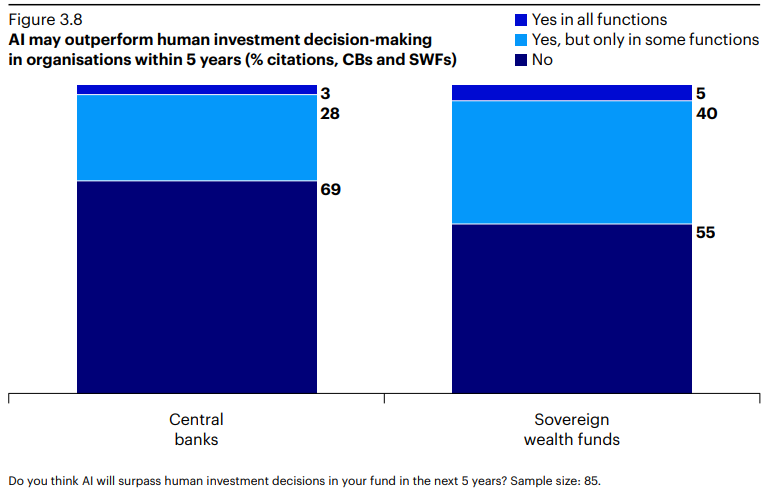 Figure 3.8
AI may outperform human investment decision-making
in organisations within 5 years (% citations, CBs and SWFs)
Yes in all functions
Yes, but only in some functions
No
3
28
69
5
40
55
Central
banks
Sovereign
wealth funds
Do you think AI will surpass human investment decisions in your fund in the next 5 years? Sample size: 85.